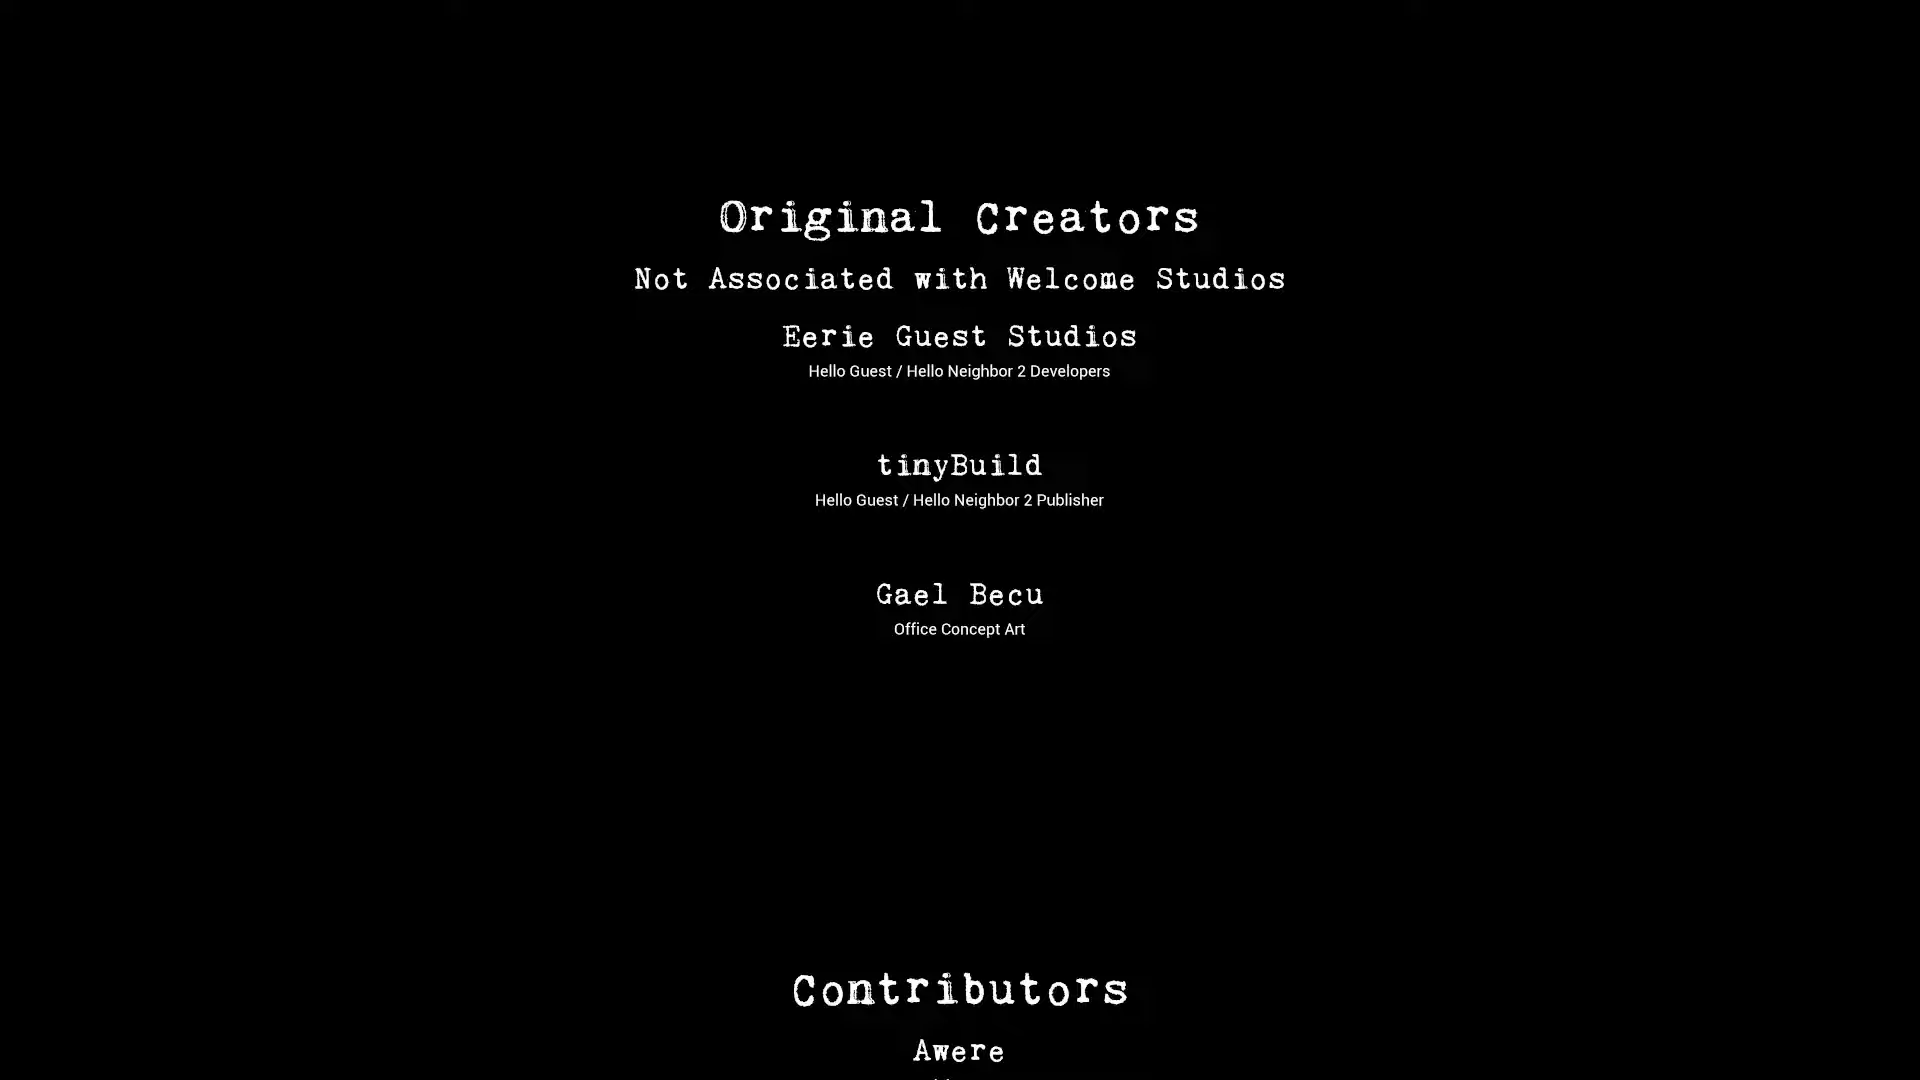 Original Creators
Not Associated with Welcome Studios
Eerie Guest Studios
Hello Guest / Hello Neighbor 2 Developers
tinyBuild
Hello Guest / Hello Neighbor 2 Publisher
Gael Becu
Office Concept Art
Contributors
Awere